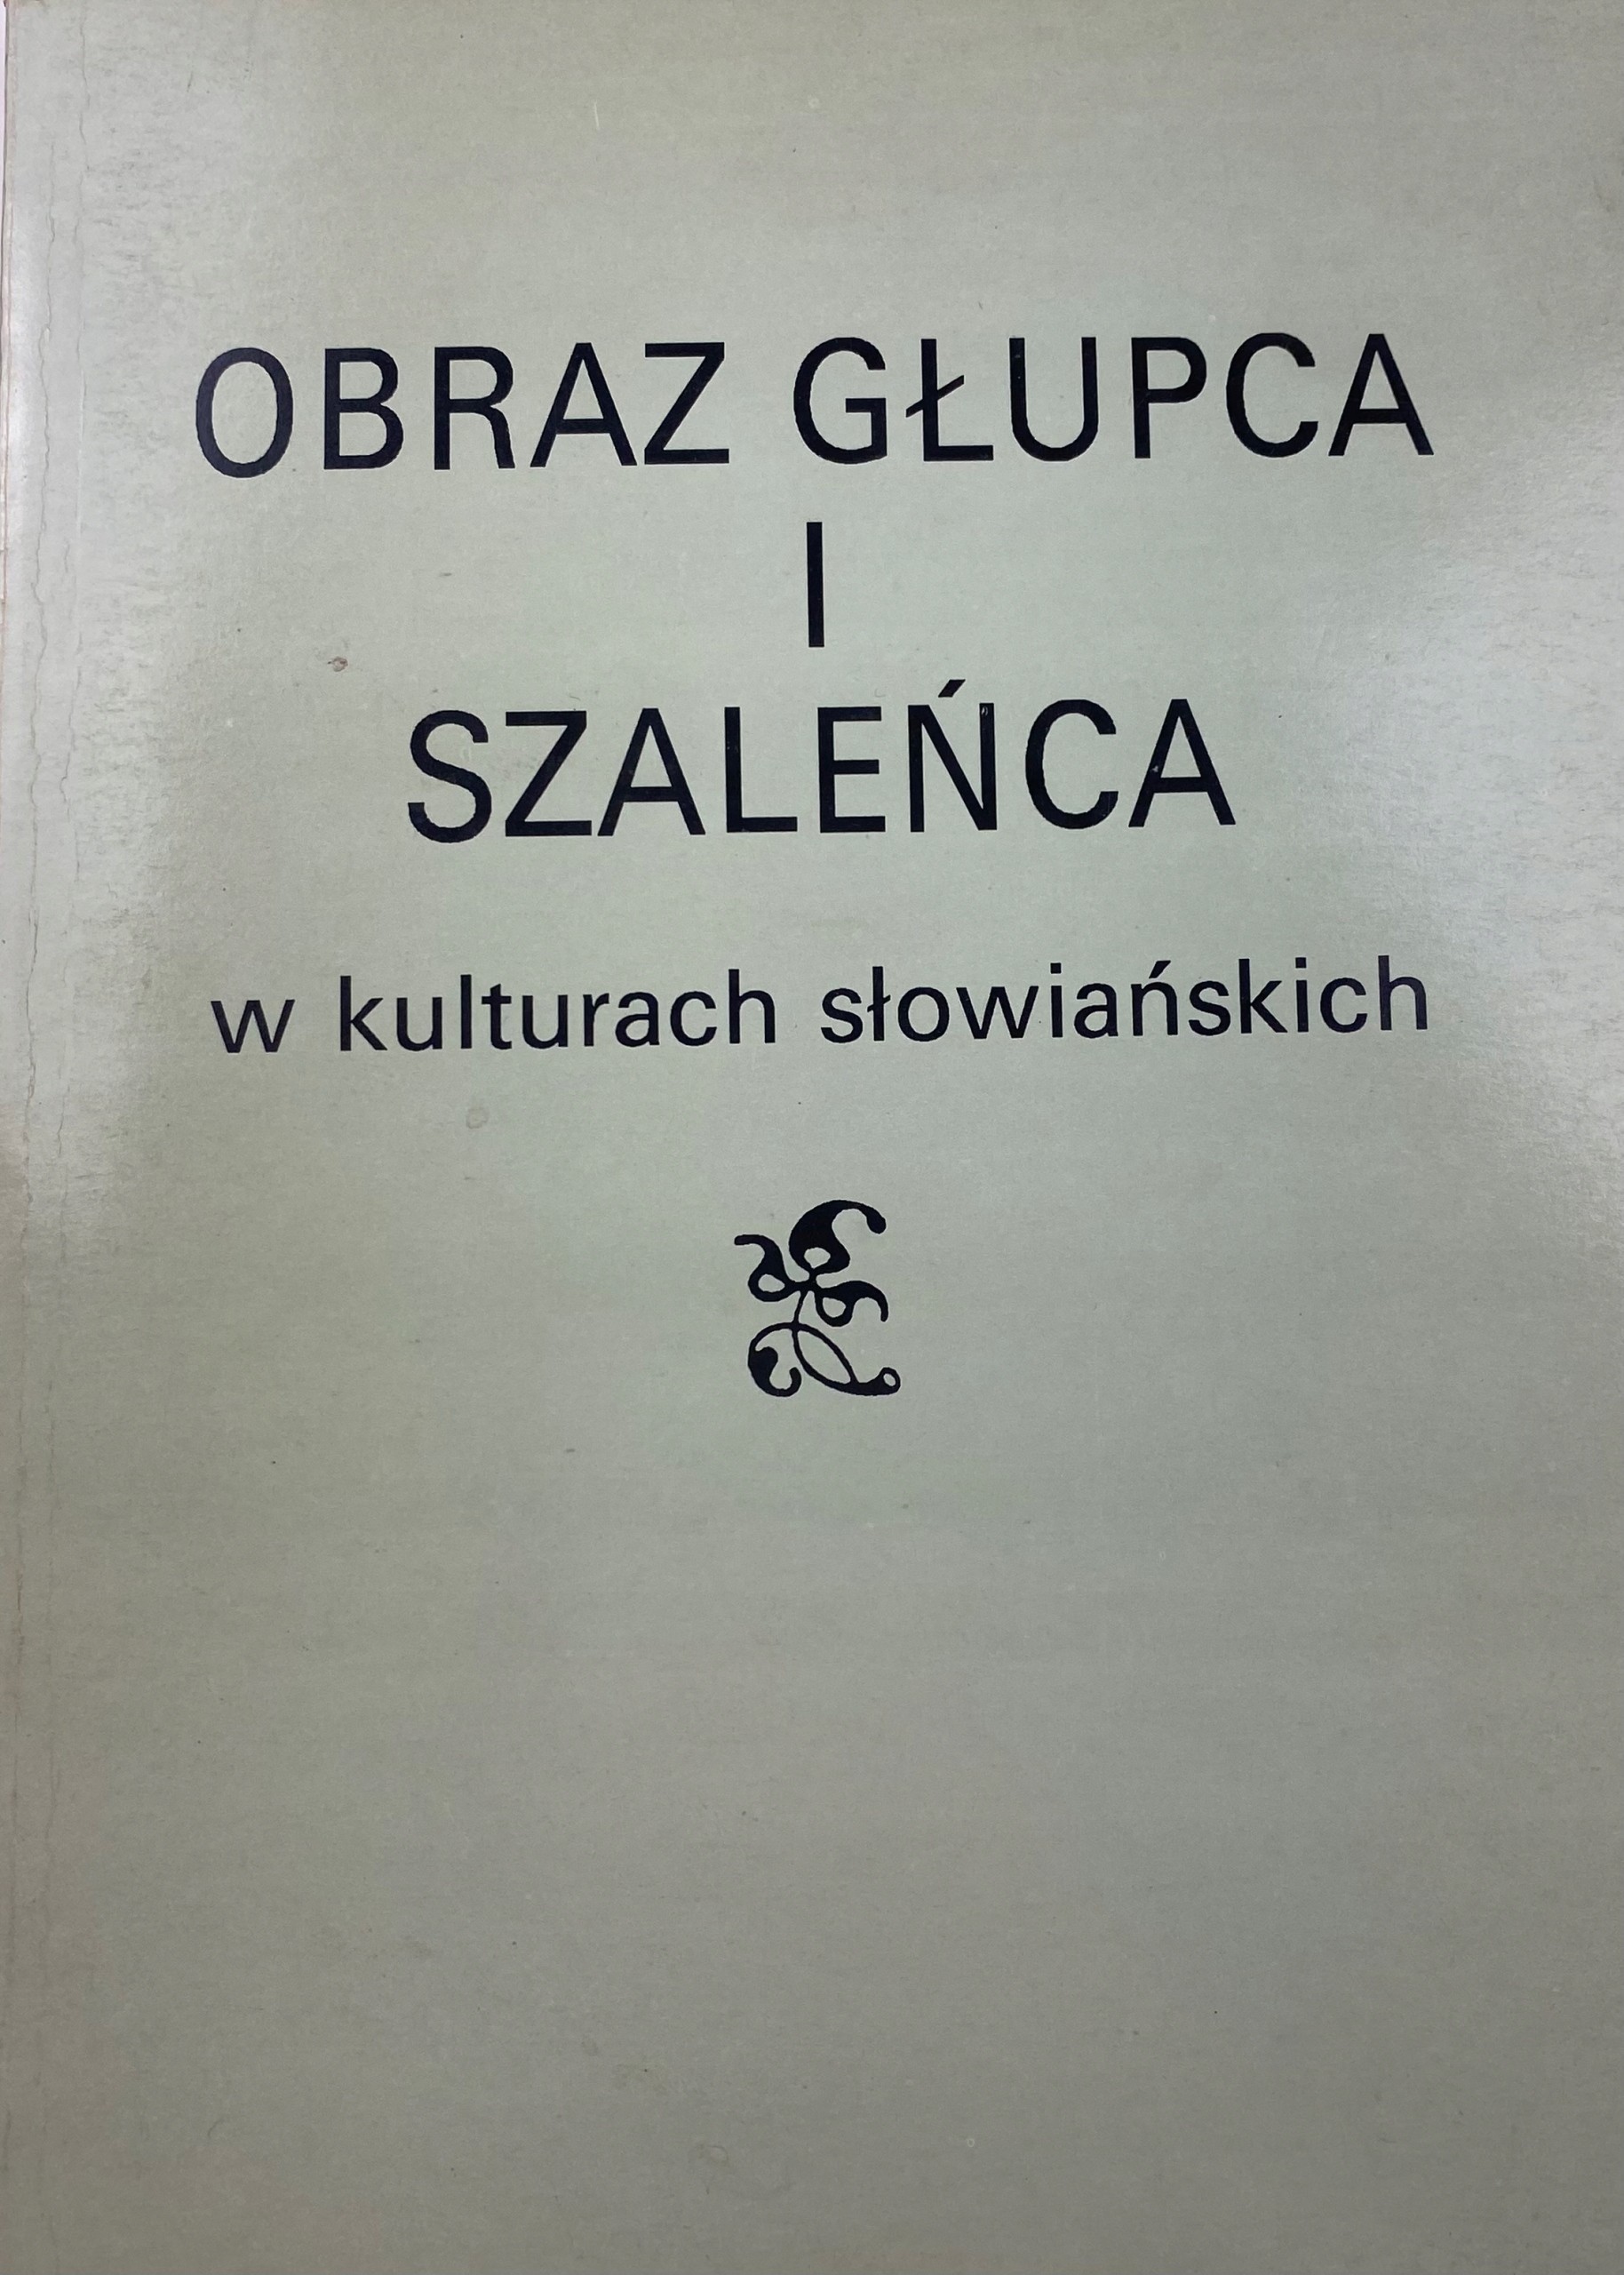 OBRAZ GŁUPCA
I
SZALEŃCA
w kulturach słowiańskich